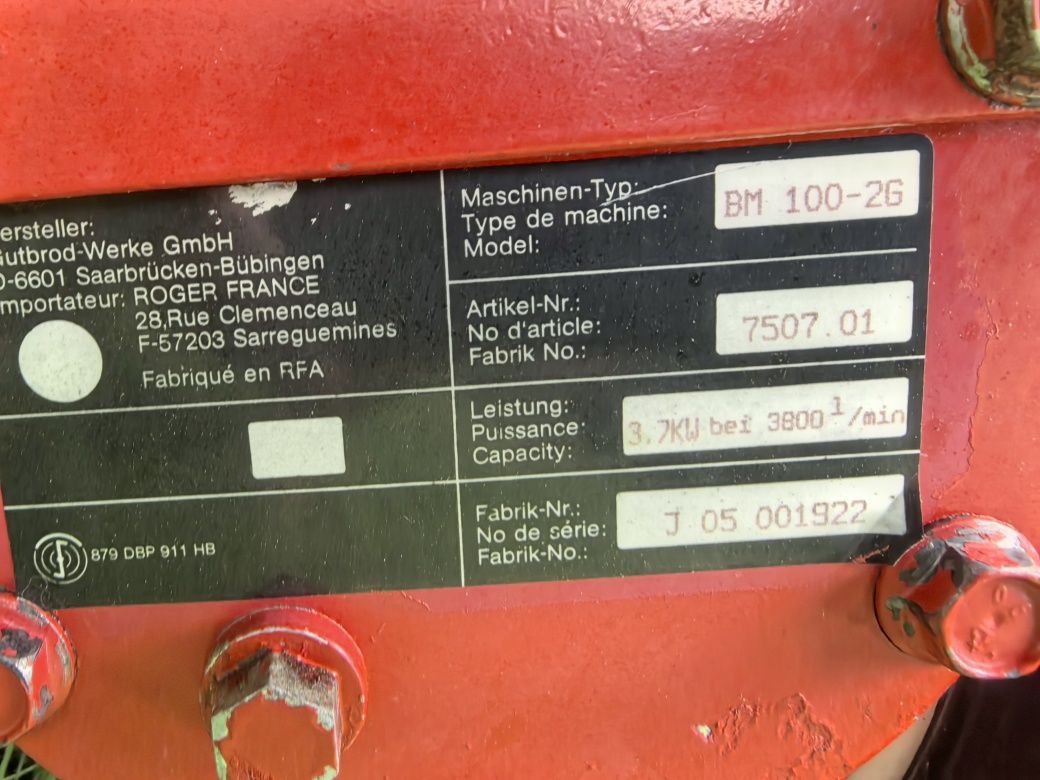 ersteller:
utbrod-Werke GmbH
D-6601 Saarbrücken-Bübingen
mportateur: ROGER FRANCE
28,Rue Clemenceau
F-57203 Sarreguemines
Fabriqué en RFA
879 DBP 911 HB
Maschinen-Typ:
Type de machine:
Model:
BM 100-2G
Artikel-Nr.:
No d'article:
Fabrik No.:
7507.01
Leistung:
Puissance:
Capacity:
3.7KW bei 3800 1/min
Fabrik-Nr.:
No de série:
Fabrik-No.:
J 05 001922